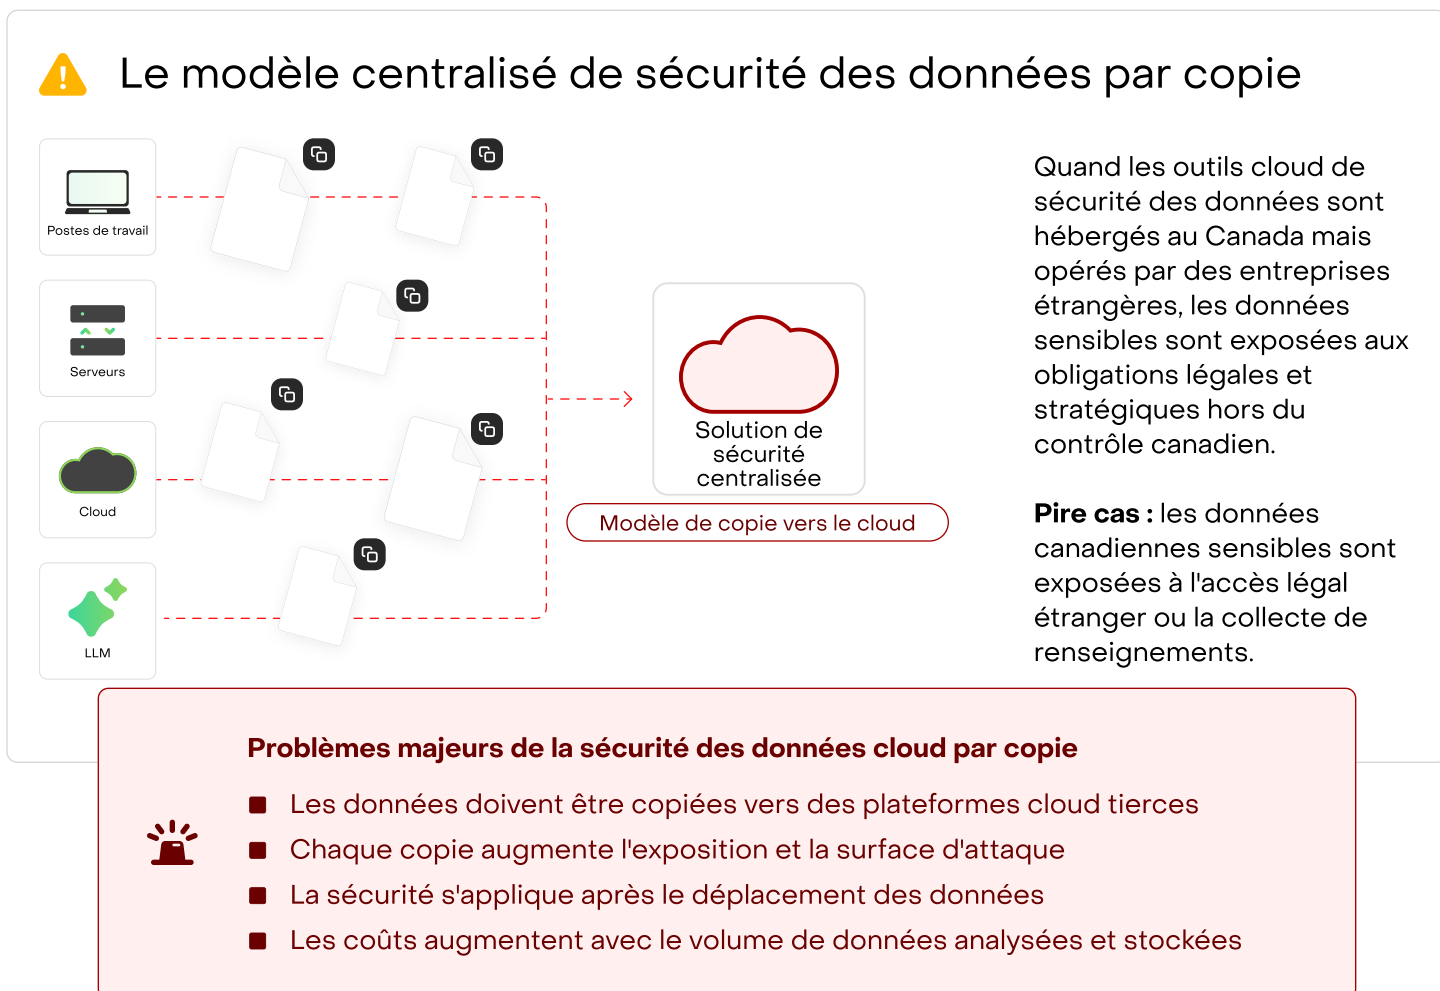 Le modèle centralisé de sécurité des données par copie
Postes de travail
Serveurs
Cloud
LLM
Solution de
sécurité
centralisée
Modèle de copie vers le cloud
Quand les outils cloud de
sécurité des données sont
hébergés au Canada mais
opérés par des entreprises
étrangères, les données
sensibles sont exposées aux
obligations légales et
stratégiques hors du
contrôle canadien.
Pire cas : les données
canadiennes sensibles sont
exposées à l'accès légal
étranger ou la collecte de
renseignements.
Problèmes majeurs de la sécurité des données cloud par copie
Les données doivent être copiées vers des plateformes cloud tierces
Chaque copie augmente l'exposition et la surface d'attaque
La sécurité s'applique après le déplacement des données
Les coûts augmentent avec le volume de données analysées et stockées